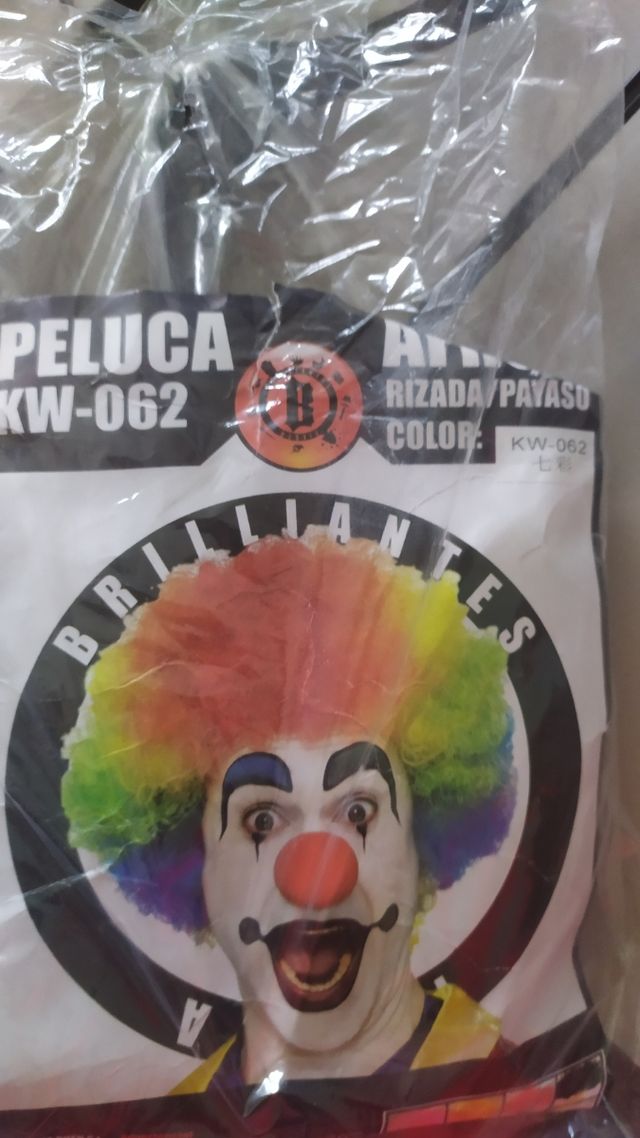 PELUCA
KW-062
RIZADA/PAYASO
COLOR:
KW-062
七彩
B
BRILLIANTES